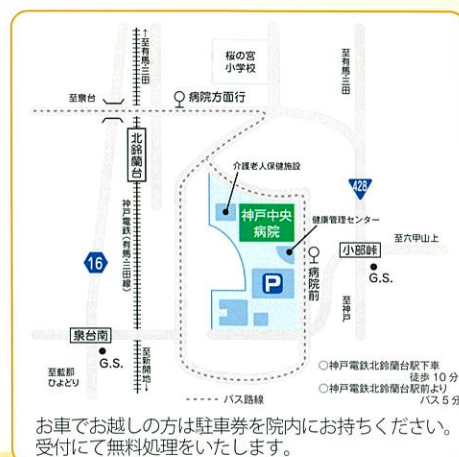 ←至有馬・三田
桜の宮
小学校
至有馬・三田
至泉台
病院方面行
北鈴蘭台
介護老人保健施設
428
神戸中央
病院
健康管理センター
神戸電鉄(有馬・三田線)
16
小部峠
至六甲山上
G.S.
P
病院前
至神戸
泉台南
G.S.
至新開地→
至藍那
ひよどり
○神戸電鉄北鈴蘭台駅下車
徒歩10分
○神戸電鉄北鈴蘭台駅前より
バス5分
バス路線
お車でお越しの方は駐車券を院内にお持ちください。
受付にて無料処理をいたします。